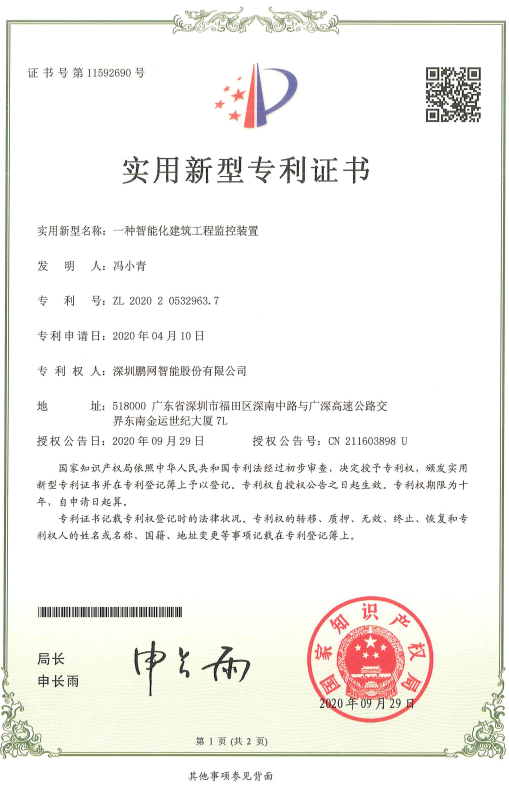 证书号第11592690号
实用新型专利证书
实用新型名称：一种智能化建筑工程监控装置
发明人：冯小青
专利号：ZL 2020 2 0532963.7
专利申请日：2020年04月10日
专利权人：深圳鹏网智能股份有限公司
地址：518000 广东省深圳市福田区深南中路与广深高速公路交
界东南金运世纪大厦7L
授权公告日：2020年09月29日 授权公告号：CN 211603898 U
国家知识产权局依照中华人民共和国专利法经过初步审查，决定授予专利权，颁发实用
新型专利证书并在专利登记簿上予以登记。专利权自授权公告之日起生效。专利权期限为十
年，自申请日起算。
专利证书记载专利权登记时的法律状况。专利权的转移、质押、无效、终止、恢复和专
利权人的姓名或名称、国籍、地址变更等事项记载在专利登记簿上。
局长
申长雨
申长雨
国家知识产权局
2020年09月29日
第1页(共2页)
其他事项参见背面